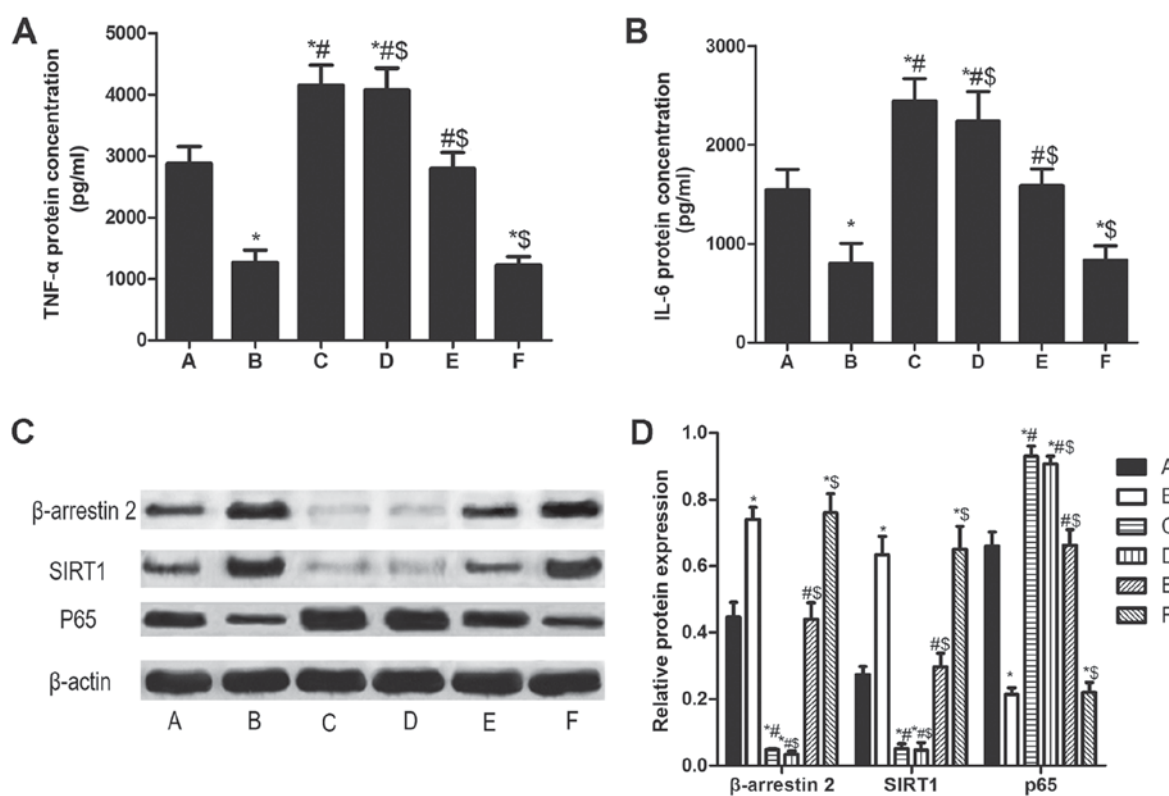 A
TNF-α protein concentration
(pg/ml)
5000
4000
3000
2000
1000
0
*
*#
*#$
#$
*$
A B C D E F
B
IL-6 protein concentration
(pg/ml)
3000
2000
1000
0
*
*#
*#$
#$
*$
A B C D E F
C
β-arrestin 2
SIRT1
P65
β-actin
A B C D E F
D
Relative protein expression
1.0
0.8
0.6
0.4
0.2
0.0
*
*#
*#$
#$
*$
*
*#
*#$
#$
*$
*
*#
*#$
#$
*$
β-arrestin 2 SIRT1 p65
A